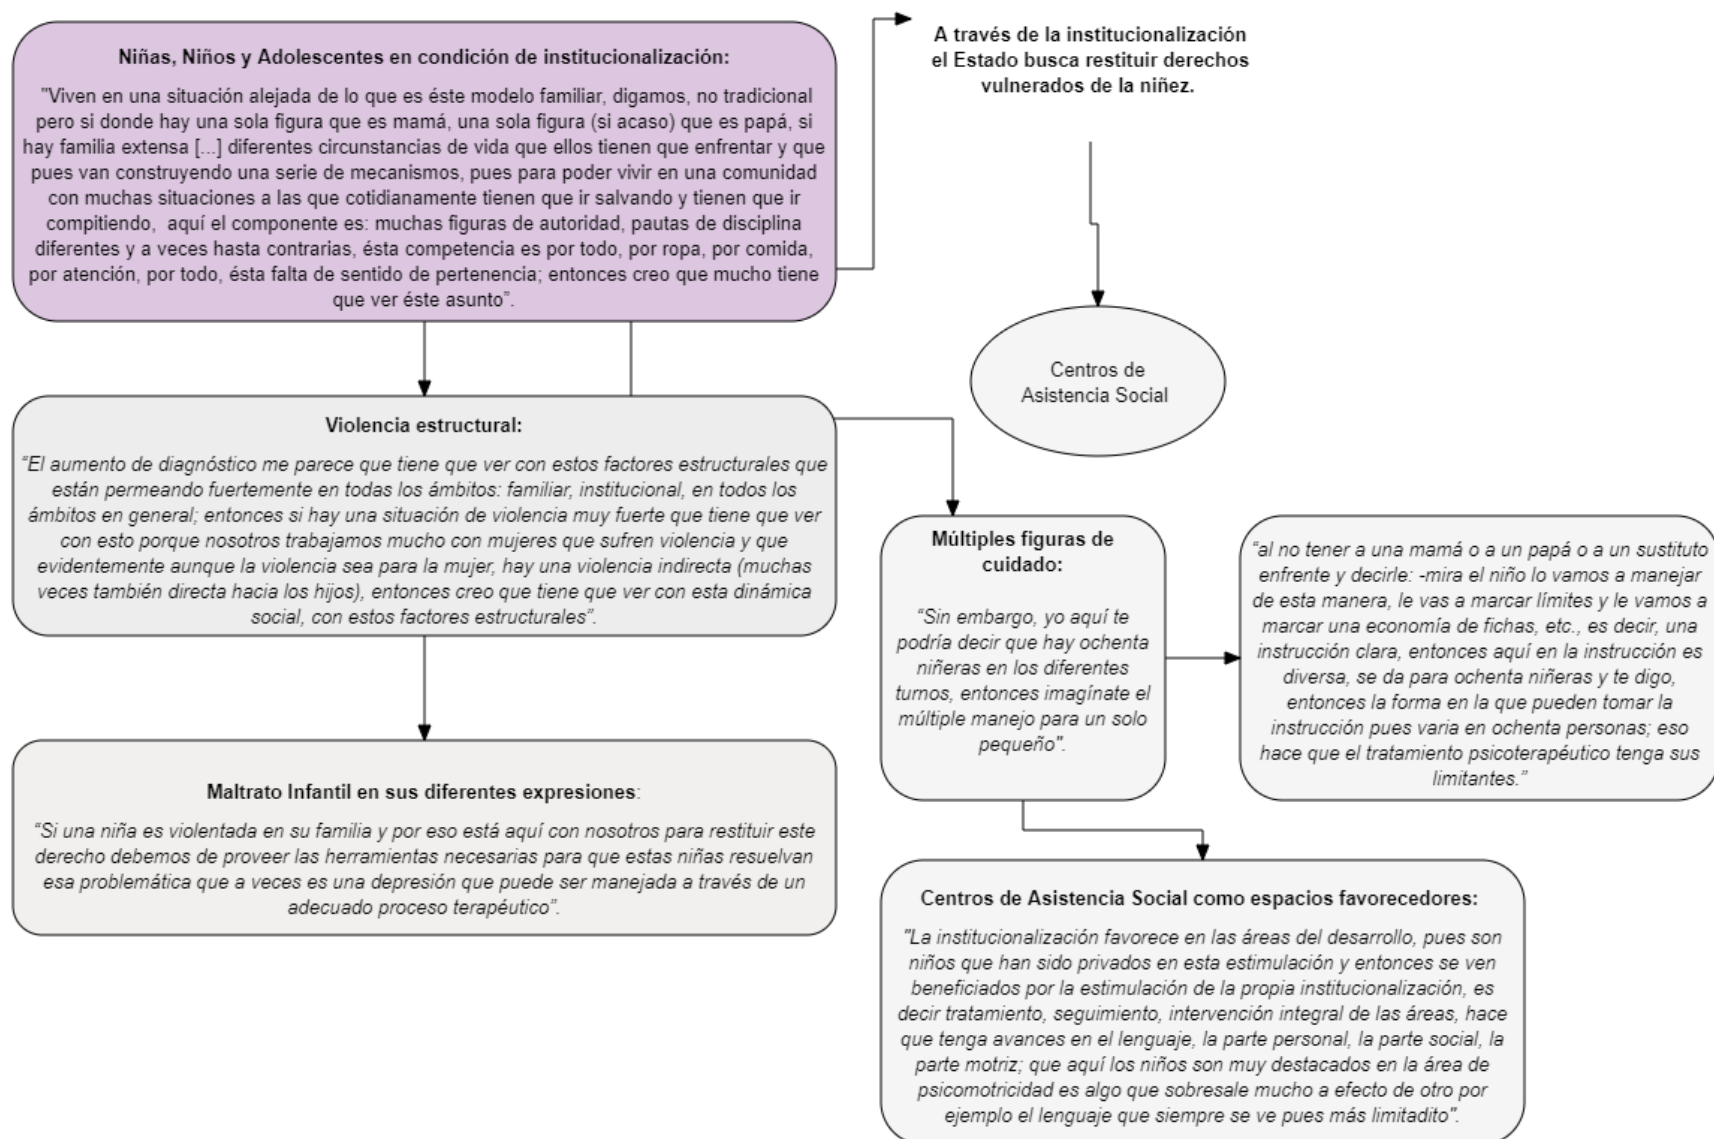 Niñas, Niños y Adolescentes en condición de institucionalización:
"Viven en una situación alejada de lo que es éste modelo familiar, digamos, no tradicional
pero si donde hay una sola figura que es mamá, una sola figura (si acaso) que es papá, si
hay familia extensa [...] diferentes circunstancias de vida que ellos tienen que enfrentar y que
pues van construyendo una serie de mecanismos, pues para poder vivir en una comunidad
con muchas situaciones a las que cotidianamente tienen que ir salvando y tienen que ir
compitiendo,  aquí el componente es: muchas figuras de autoridad, pautas de disciplina
diferentes y a veces hasta contrarias, ésta competencia es por todo, por ropa, por comida,
por atención, por todo, ésta falta de sentido de pertenencia; entonces creo que mucho tiene
que ver éste asunto”.
A través de la institucionalización
el Estado busca restituir derechos
vulnerados de la niñez.
Centros de
Asistencia Social
Violencia estructural:
“El aumento de diagnóstico me parece que tiene que ver con estos factores estructurales que
están permeando fuertemente en todas los ámbitos: familiar, institucional, en todos los
ámbitos en general; entonces si hay una situación de violencia muy fuerte que tiene que ver
con esto porque nosotros trabajamos mucho con mujeres que sufren violencia y que
evidentemente aunque la violencia sea para la mujer, hay una violencia indirecta (muchas
veces también directa hacia los hijos), entonces creo que tiene que ver con esta dinámica
social, con estos factores estructurales”.
Múltiples figuras de
cuidado:
“Sin embargo, yo aquí te
podría decir que hay ochenta
niñeras en los diferentes
turnos, entonces imagínate el
múltiple manejo para un solo
pequeño".
“al no tener a una mamá o a un papá o a un sustituto
enfrente y decirle: -mira el niño lo vamos a manejar
de esta manera, le vas a marcar límites y le vamos a
marcar una economía de fichas, etc., es decir, una
instrucción clara, entonces aquí en la instrucción es
diversa, se da para ochenta niñeras y te digo,
entonces la forma en la que pueden tomar la
instrucción pues varia en ochenta personas; eso
hace que el tratamiento psicoterapéutico tenga sus
limitantes.”
Maltrato Infantil en sus diferentes expresiones:
“Si una niña es violentada en su familia y por eso está aquí con nosotros para restituir este
derecho debemos de proveer las herramientas necesarias para que estas niñas resuelvan
esa problemática que a veces es una depresión que puede ser manejada a través de un
adecuado proceso terapéutico”.
Centros de Asistencia Social como espacios favorecedores:
"La institucionalización favorece en las áreas del desarrollo, pues son
niños que han sido privados en esta estimulación y entonces se ven
beneficiados por la estimulación de la propia institucionalización, es
decir tratamiento, seguimiento, intervención integral de las áreas, hace
que tenga avances en el lenguaje, la parte personal, la parte social, la
parte motriz; que aquí los niños son muy destacados en la área de
psicomotricidad es algo que sobresale mucho a efecto de otro por
ejemplo el lenguaje que siempre se ve pues más limitadito".